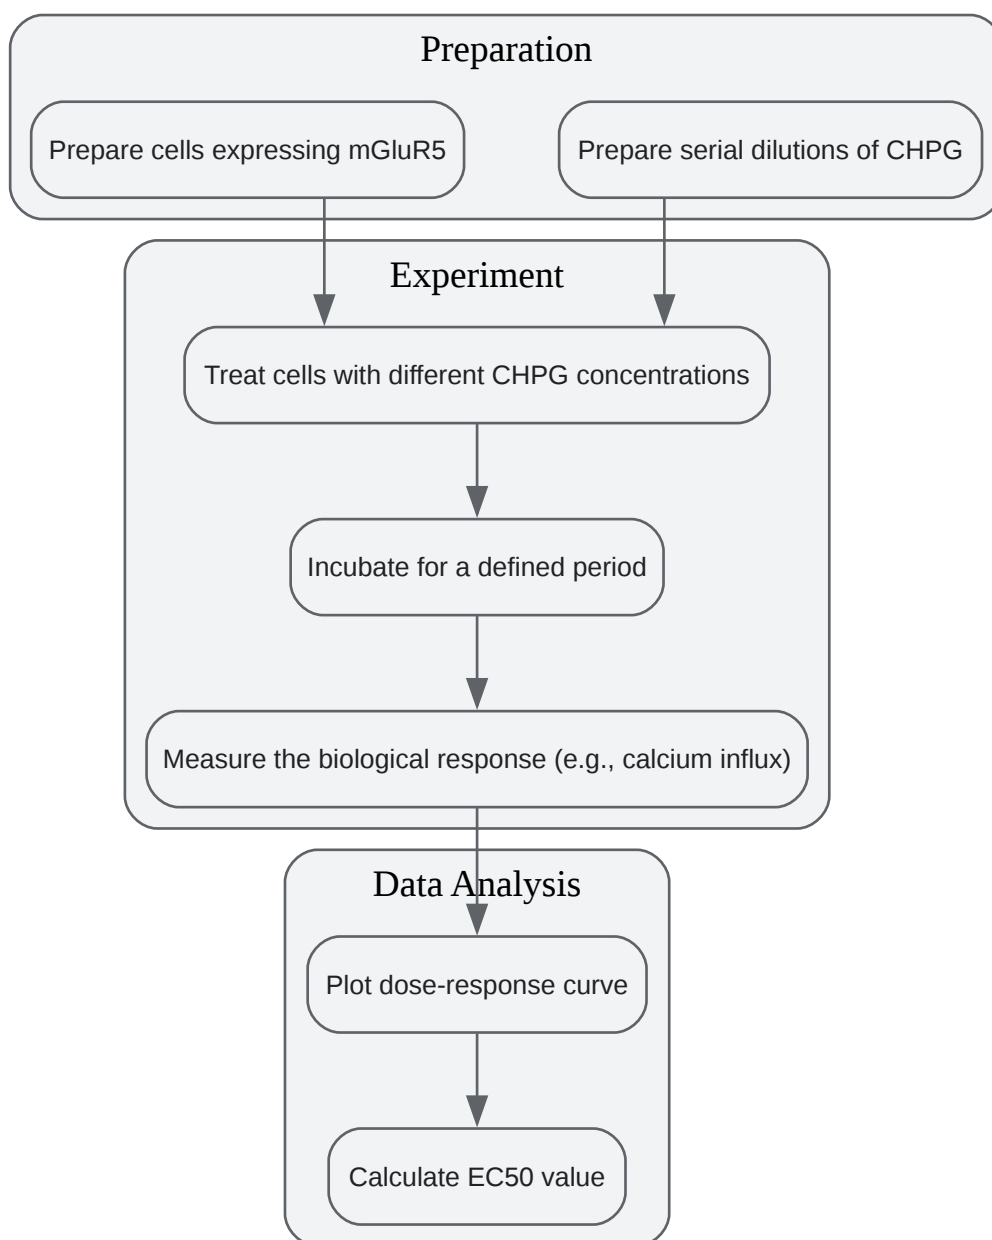 Preparation
Prepare cells expressing mGluR5
Prepare serial dilutions of CHPG
Experiment
Treat cells with different CHPG concentrations
Incubate for a defined period
Measure the biological response (e.g., calcium influx)
Data Analysis
Plot dose-response curve
Calculate EC50 value